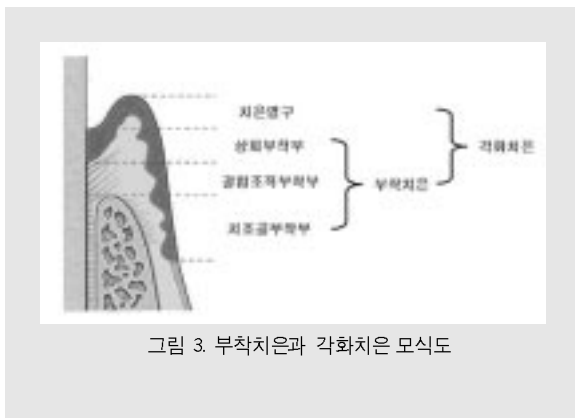 치은열구
상피부착부
각화치은
결합조직부착부
부착치은
치조골부착부
그림 3. 부착치은과 각화치은 모식도